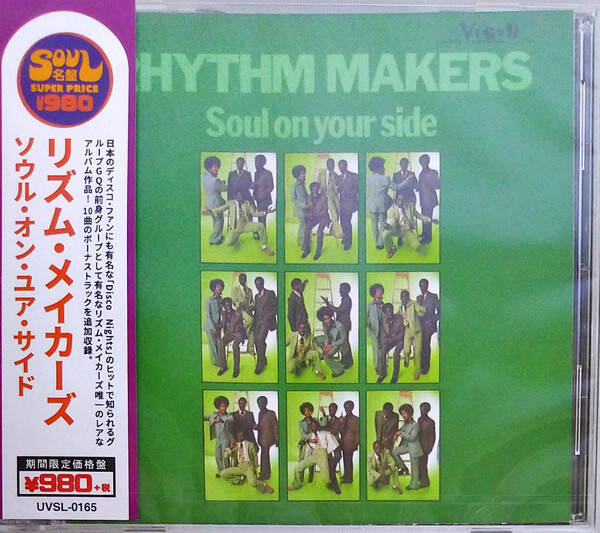 SOUL
名盤
SUPER PRICE
¥980
リズム・メイカーズ
ソウル・オン・ユア・サイド
日本のディスコ・ファンにも有名な「Disco Nights」のヒットで知られるグ
ループGQの前身グループとして有名なリズム・メイカーズ唯一のレアな
アルバム作品！10曲のボーナストラックを追加収録。
期間限定価格盤
¥980+税
UVSL-0165
VIGOR
RHYTHM MAKERS
Soul on your side